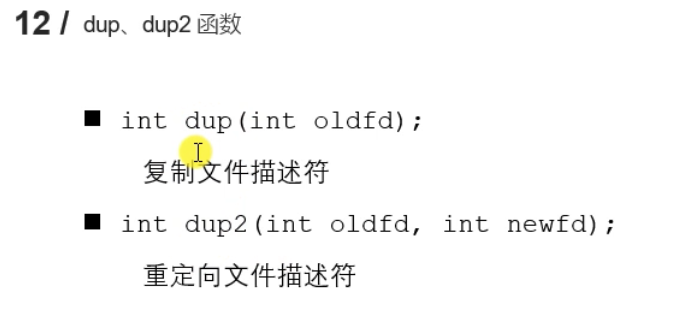 12 / dup、dup2 函数
■ int dup(int oldfd);
复制文件描述符
■ int dup2(int oldfd, int newfd);
重定向文件描述符